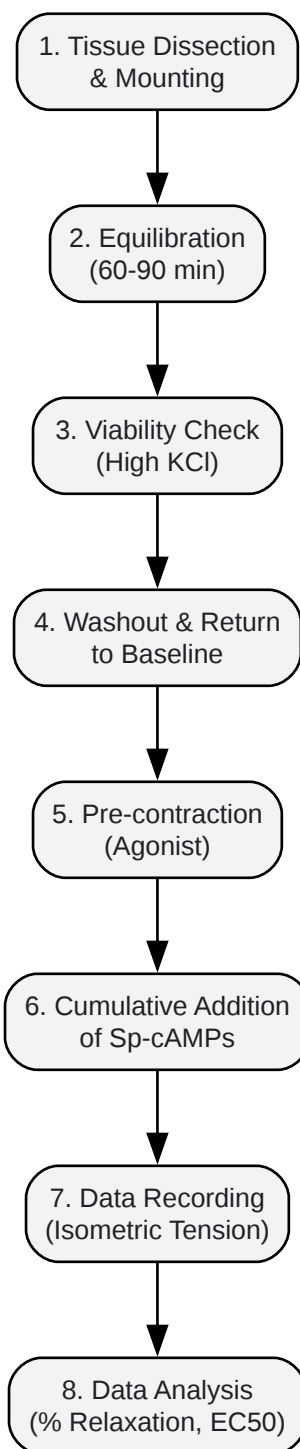 1. Tissue Dissection
& Mounting
2. Equilibration
(60-90 min)
3. Viability Check
(High KCl)
4. Washout & Return
to Baseline
5. Pre-contraction
(Agonist)
6. Cumulative Addition
of Sp-cAMPs
7. Data Recording
(Isometric Tension)
8. Data Analysis
(% Relaxation, EC50)